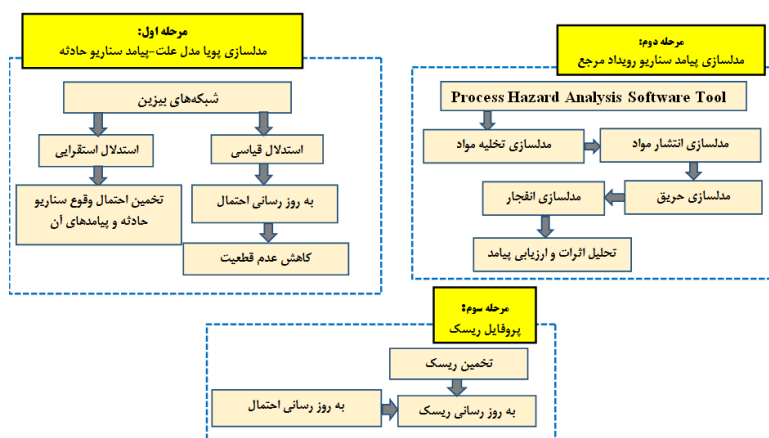 مرحله اول:
مدلسازی پویا مدل علت-پیامد سناریو حادثه
شبکه‌های بیزین
استدلال قیاسی
استدلال استقرایی
به روز رسانی احتمال
تخمین احتمال وقوع سناریو
حادثه و پیامدهای آن
کاهش عدم قطعیت
مرحله دوم:
مدلسازی پیامد سناریو رویداد مرجع
Process Hazard Analysis Software Tool
مدلسازی تخلیه مواد
مدلسازی انتشار مواد
مدلسازی حریق
مدلسازی انفجار
تحلیل اثرات و ارزیابی پیامد
مرحله سوم:
پروفایل ریسک
تخمین ریسک
به روز رسانی احتمال
به روز رسانی ریسک